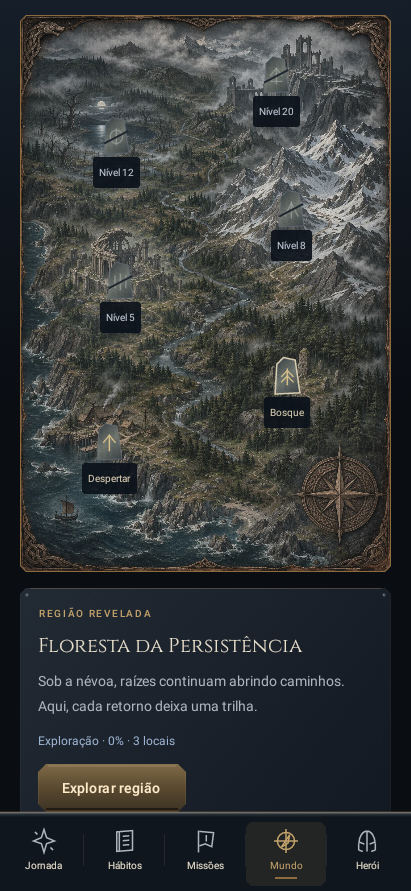 Nível 20
Nível 12
Nível 8
Nível 5
Bosque
Despertar
REGIÃO REVELADA
Floresta da Persistência
Sob a névoa, raízes continuam abrindo caminhos.
Aqui, cada retorno deixa uma trilha.
Exploração · 0% · 3 locais
Explorar região
Jornada Hábitos Missões Mundo Herói